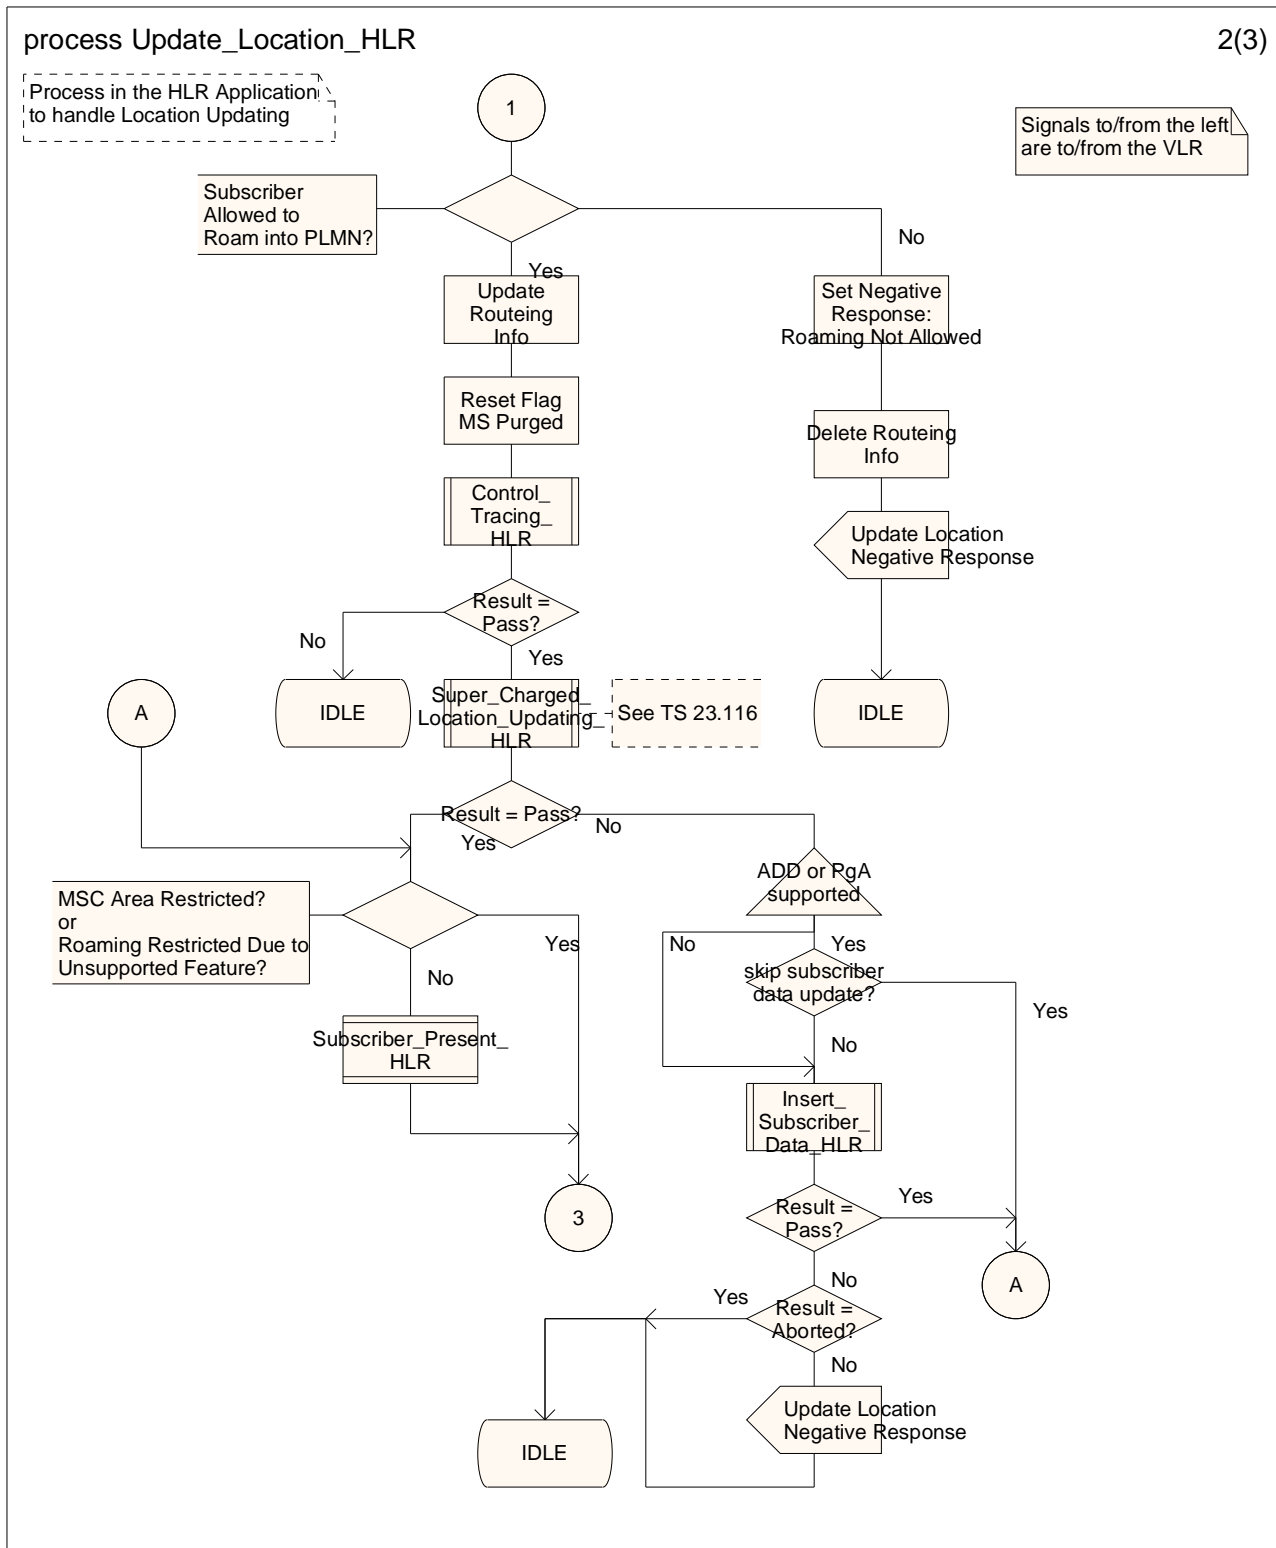 process Update_Location_HLR
2(3)
Process in the HLR Application
to handle Location Updating
1
Signals to/from the left
are to/from the VLR
Subscriber
Allowed to
Roam into PLMN?
No
Yes
Update
Routeing
Info
Set Negative
Response:
Roaming Not Allowed
Reset Flag
MS Purged
Delete Routeing
Info
Control_
Tracing_
HLR
Update Location
Negative Response
Result =
Pass?
No
Yes
A
IDLE
Super_Charged_
Location_Updating_
HLR
See TS 23.116
IDLE
Result = Pass?
No
Yes
ADD or PgA
supported
MSC Area Restricted?
or
Roaming Restricted Due to
Unsupported Feature?
Yes
No
No
Yes
skip subscriber
data update?
Yes
No
Subscriber_Present_
HLR
Insert_
Subscriber_
Data_HLR
Result =
Pass?
Yes
3
No
A
Result =
Aborted?
Yes
No
Update Location
Negative Response
IDLE